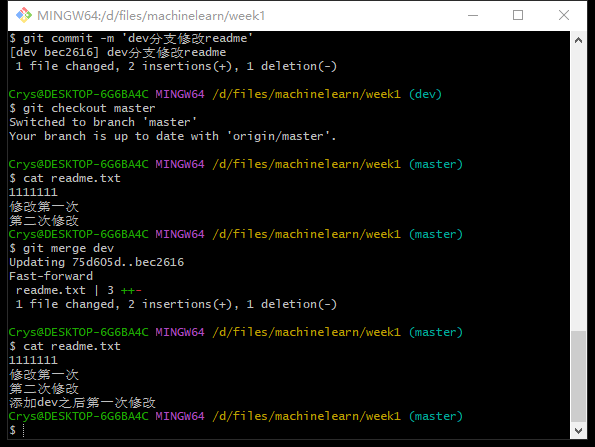 MINGW64:/d/files/machinelearn/week1
$ git commit -m 'dev分支修改readme'
[dev bec2616] dev分支修改readme
 1 file changed, 2 insertions(+), 1 deletion(-)
Crys@DESKTOP-6G6BA4C MINGW64 /d/files/machinelearn/week1 (dev)
$ git checkout master
Switched to branch 'master'
Your branch is up to date with 'origin/master'.
Crys@DESKTOP-6G6BA4C MINGW64 /d/files/machinelearn/week1 (master)
$ cat readme.txt
1111111
修改第一次
第二次修改
Crys@DESKTOP-6G6BA4C MINGW64 /d/files/machinelearn/week1 (master)
$ git merge dev
Updating 75d605d..bec2616
Fast-forward
 readme.txt | 3 ++-
 1 file changed, 2 insertions(+), 1 deletion(-)
Crys@DESKTOP-6G6BA4C MINGW64 /d/files/machinelearn/week1 (master)
$ cat readme.txt
1111111
修改第一次
第二次修改
添加dev之后第一次修改
Crys@DESKTOP-6G6BA4C MINGW64 /d/files/machinelearn/week1 (master)
$